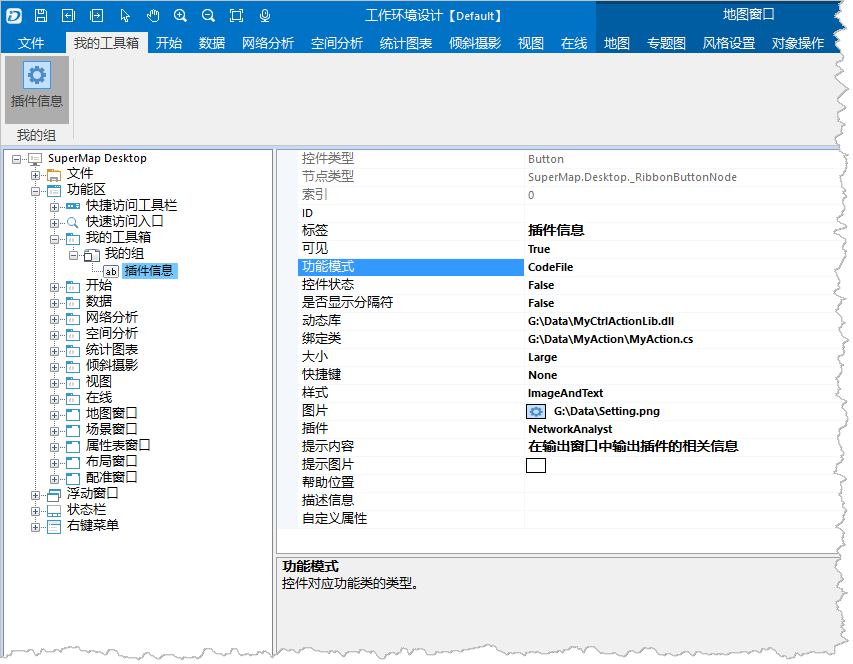 工作环境设计【Default】
地图窗口
文件 我的工具箱 开始 数据 网络分析 空间分析 统计图表 倾斜摄影 视图 在线 地图 专题图 风格设置 对象操作
插件信息
我的组
SuperMap Desktop
文件
功能区
快捷访问工具栏
快速访问入口
我的工具箱
我的组
ab 插件信息
开始
数据
网络分析
空间分析
统计图表
倾斜摄影
视图
在线
地图窗口
场景窗口
属性表窗口
布局窗口
配准窗口
浮动窗口
状态栏
右键菜单
控件类型 Button
节点类型 SuperMap.Desktop._RibbonButtonNode
索引 0
ID
标签 插件信息
可见 True
功能模式 CodeFile
控件状态 False
是否显示分隔符 False
动态库 G:\Data\MyCtrlActionLib.dll
绑定类 G:\Data\MyAction\MyAction.cs
大小 Large
快捷键 None
样式 ImageAndText
图片 G:\Data\Setting.png
插件 NetworkAnalyst
提示内容 在输出窗口中输出插件的相关信息
提示图片
帮助位置
描述信息
自定义属性
功能模式
控件对应功能类的类型。